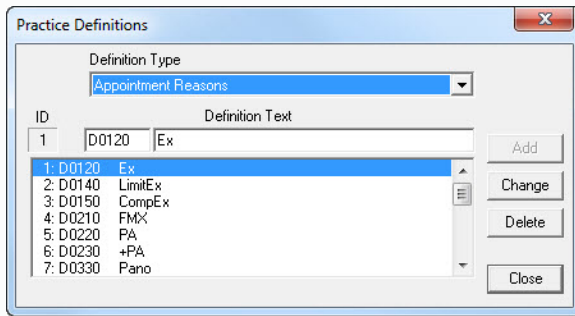 Practice Definitions
Definition Type
Appointment Reasons
ID Definition Text
1 D0120 Ex
Add
1: D0120 Ex
2: D0140 LimitEx
3: D0150 CompEx
4: D0210 FMX
5: D0220 PA
6: D0230 +PA
7: D0330 Pano
Change
Delete
Close